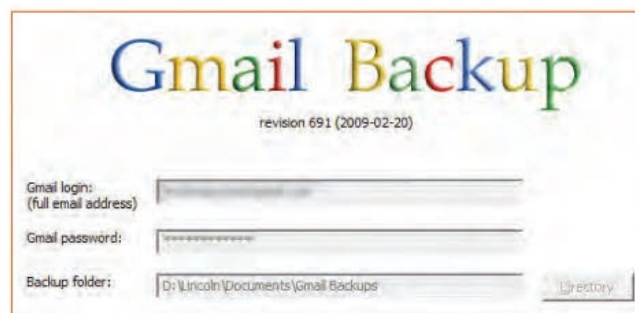 Gmail Backup
revision 691 (2009-02-20)
Gmail login:
(full email address)
Gmail password: *************
Backup folder: D:\Lincoln\Documents\Gmail Backups Directory